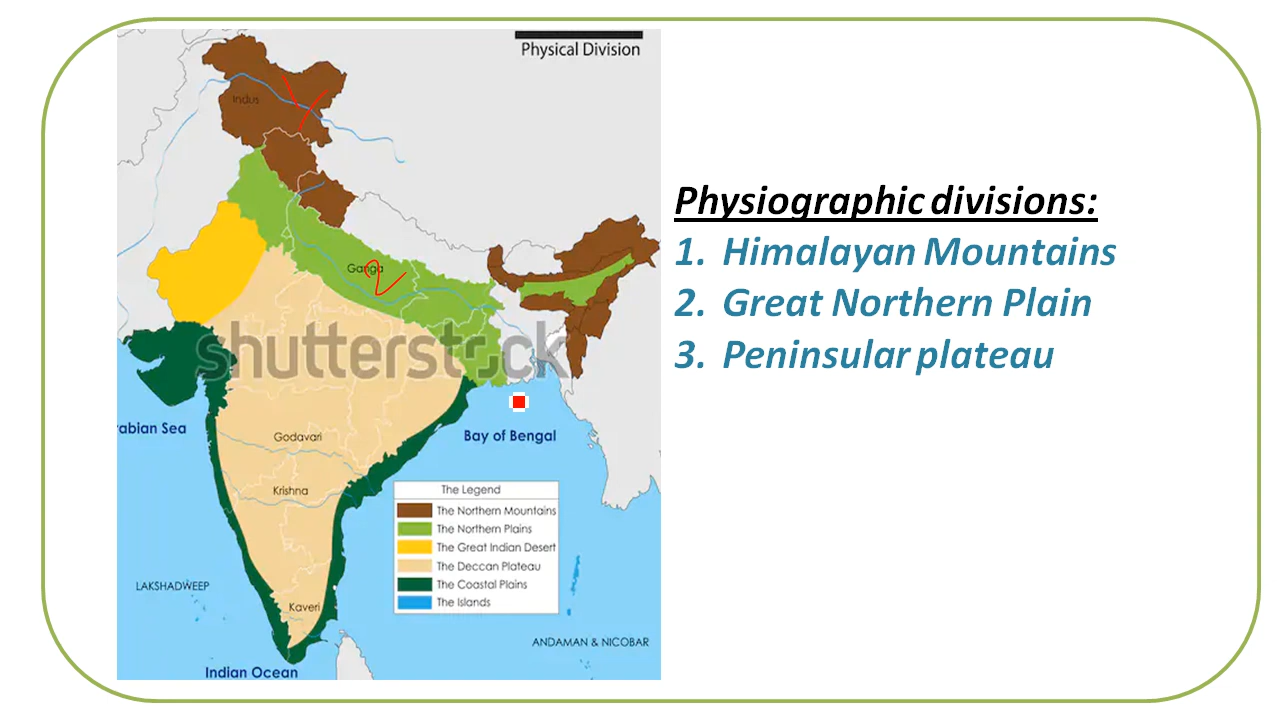 Physical Division
Indus
Ganga
2
shutterstock
rabian Sea
Bay of Bengal
Godavari
Krishna
Kaveri
LAKSHADWEEP
ANDAMAN & NICOBAR
Indian Ocean
The Legend
The Northern Mountains
The Northern Plains
The Great Indian Desert
The Deccan Plateau
The Coastal Plains
The Islands
Physiographic divisions:
1. Himalayan Mountains
2. Great Northern Plain
3. Peninsular plateau